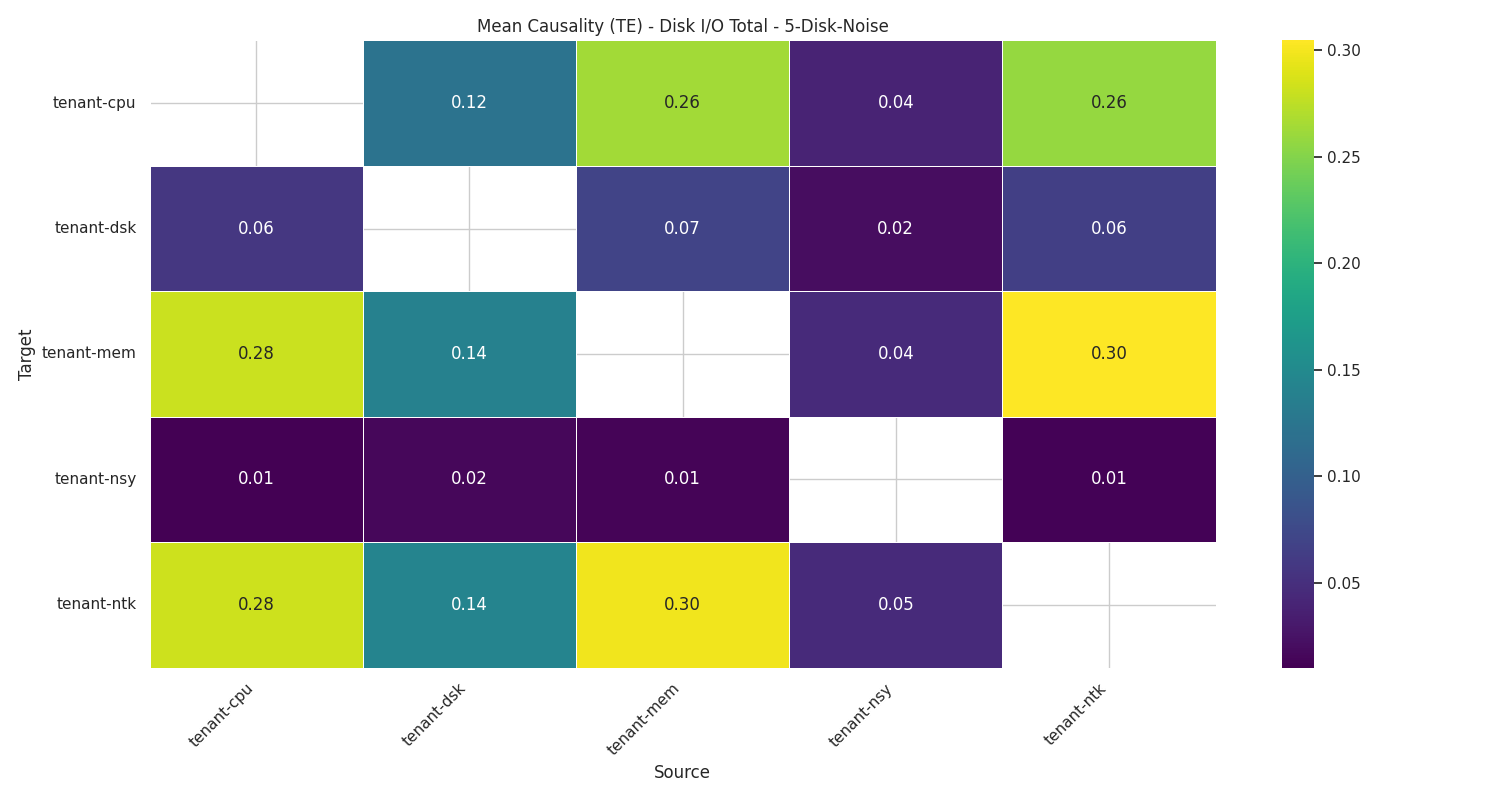 Mean Causality (TE) - Disk I/O Total - 5-Disk-Noise
tenant-cpu 0.12 0.26 0.04 0.26
tenant-dsk 0.06 0.07 0.02 0.06
tenant-mem 0.28 0.14 0.04 0.30
tenant-nsy 0.01 0.02 0.01 0.01
tenant-ntk 0.28 0.14 0.30 0.05
Target
tenant-cpu tenant-dsk tenant-mem tenant-nsy tenant-ntk
Source
0.30
0.25
0.20
0.15
0.10
0.05